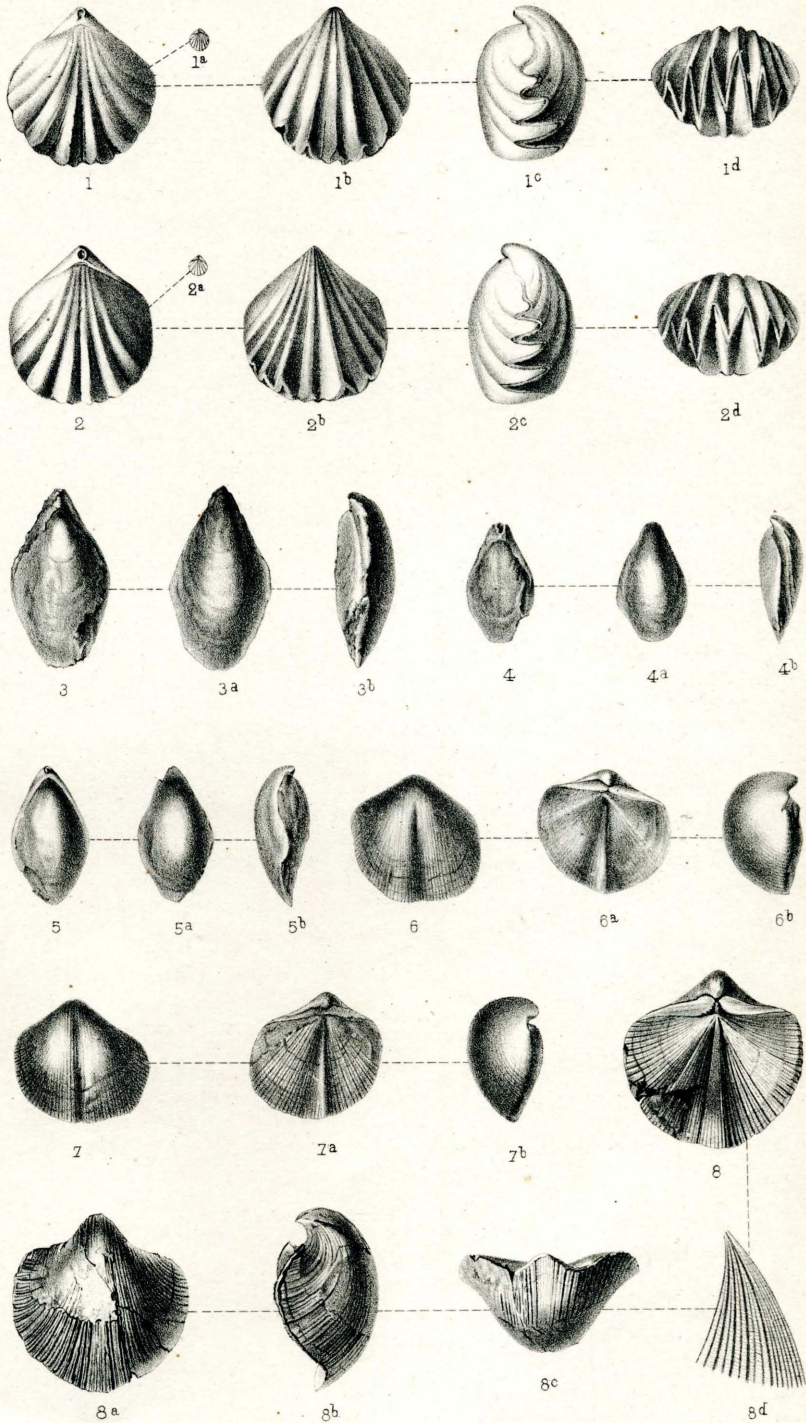 1ª
1 1ᵇ 1ᶜ 1ᵈ
2ª
2 2ᵇ 2ᶜ 2ᵈ
3 3a 3ᵇ 4 4ª 4ᵇ
5 5ª 5ᵇ 6 6ª 6ᵇ
7 7ª 7ᵇ 8
8ª 8ᵇ 8ᶜ 8ᵈ